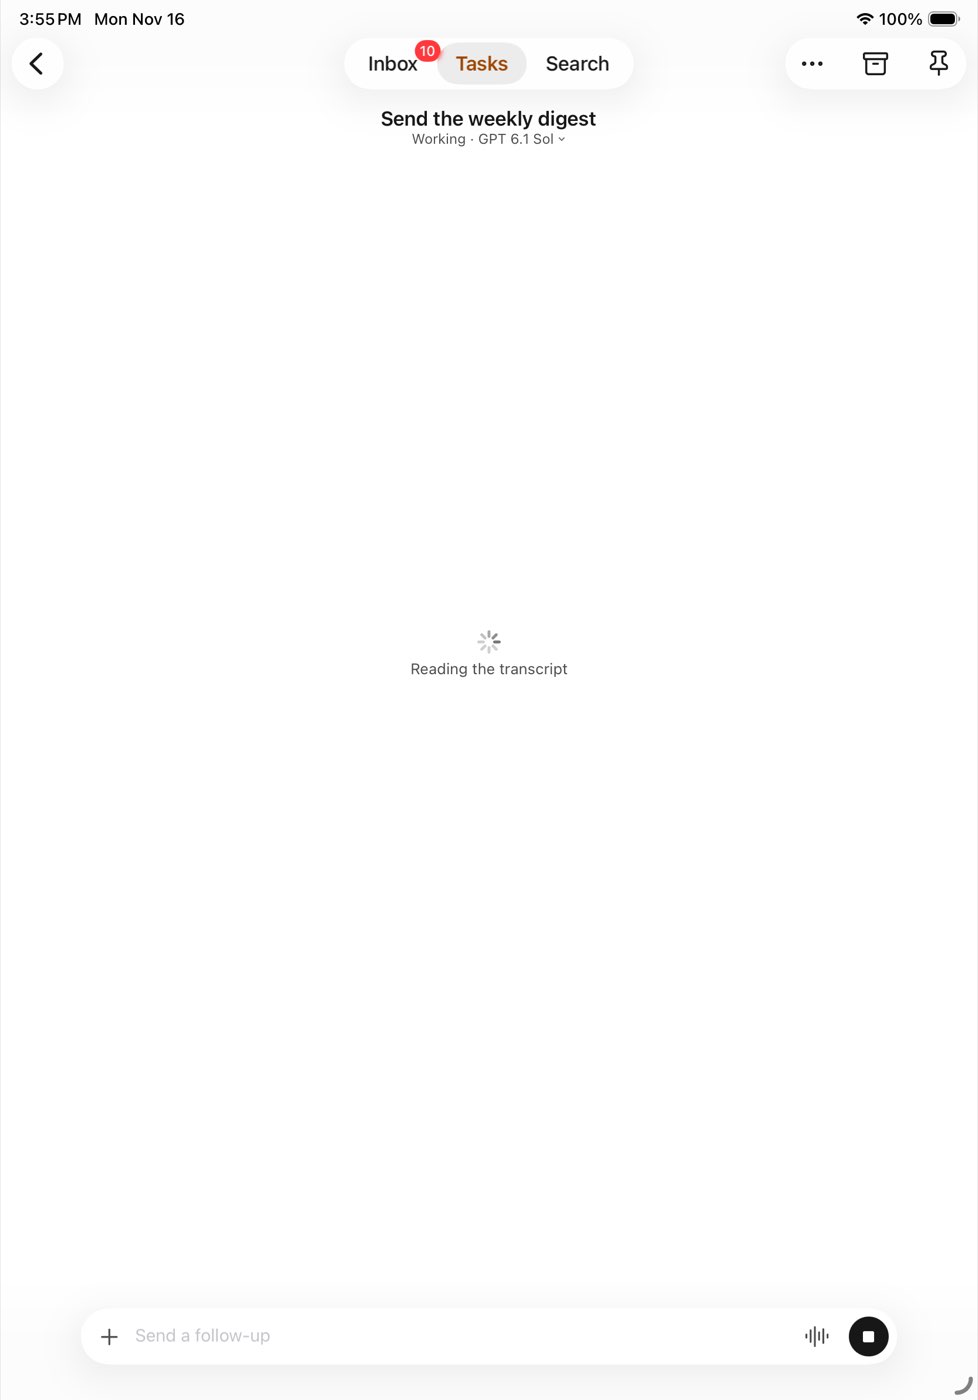 3:55 PM Mon Nov 16 100%
Inbox 10 Tasks Search
Send the weekly digest
Working · GPT 6.1 Sol
Reading the transcript
Send a follow-up